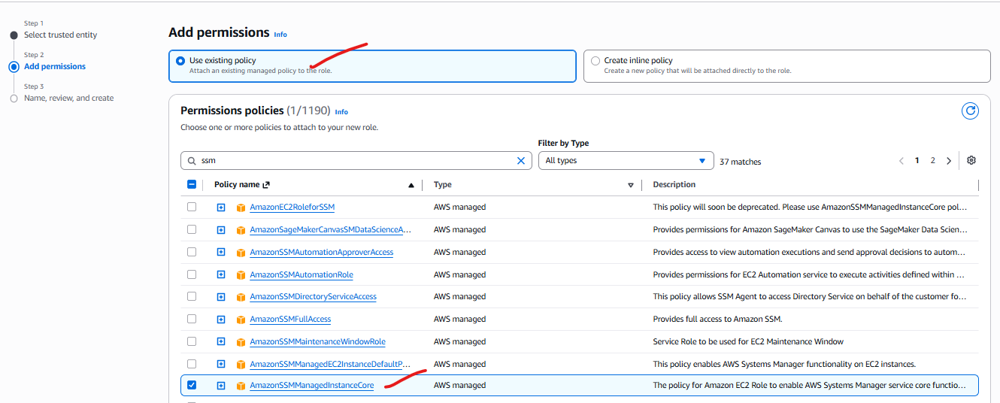 Step 1
Select trusted entity
Step 2
Add permissions
Step 3
Name, review, and create
Add permissions Info
Use existing policy
Attach an existing managed policy to the role.
Create inline policy
Create a new policy that will be attached directly to the role.
Permissions policies (1/1190) Info
Choose one or more policies to attach to your new role.
Filter by Type
ssm
All types
37 matches
1 2
Policy name Type Description
AmazonEC2RoleforSSM AWS managed This policy will soon be deprecated. Please use AmazonSSMManagedInstanceCore pol...
AmazonSageMakerCanvasSMDataScienceA... AWS managed Provides permissions for Amazon SageMaker Canvas to use the SageMaker Data Scien...
AmazonSSMAutomationApproverAccess AWS managed Provides access to view automation executions and send approval decisions to autom...
AmazonSSMAutomationRole AWS managed Provides permissions for EC2 Automation service to execute activities defined within ...
AmazonSSMDirectoryServiceAccess AWS managed This policy allows SSM Agent to access Directory Service on behalf of the customer fo...
AmazonSSMFullAccess AWS managed Provides full access to Amazon SSM.
AmazonSSMMaintenanceWindowRole AWS managed Service Role to be used for EC2 Maintenance Window
AmazonSSMManagedEC2InstanceDefaultP... AWS managed This policy enables AWS Systems Manager functionality on EC2 instances.
AmazonSSMManagedInstanceCore AWS managed The policy for Amazon EC2 Role to enable AWS Systems Manager service core functio...